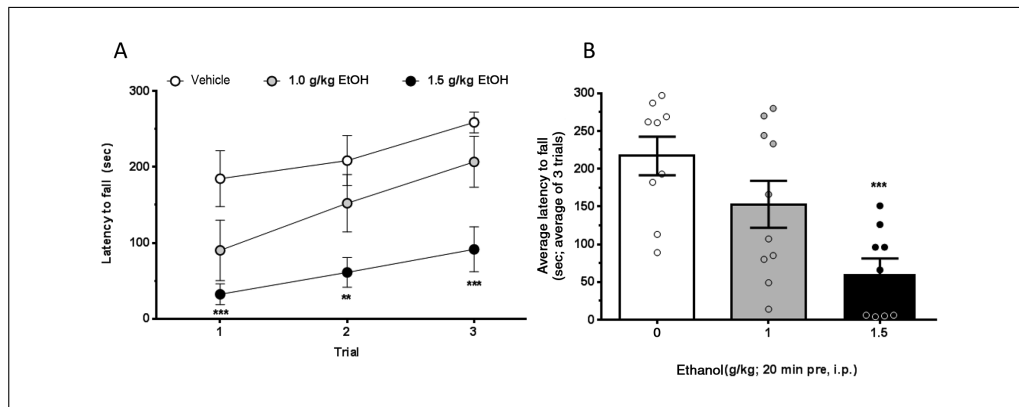 A
Vehicle 1.0 g/kg EtOH 1.5 g/kg EtOH
Latency to fall (sec)
300
200
100
0
***
**
***
1 2 3
Trial
B
Average latency to fall
(sec; average of 3 trials)
300
250
200
150
100
50
0
***
0 1 1.5
Ethanol(g/kg; 20 min pre, i.p.)